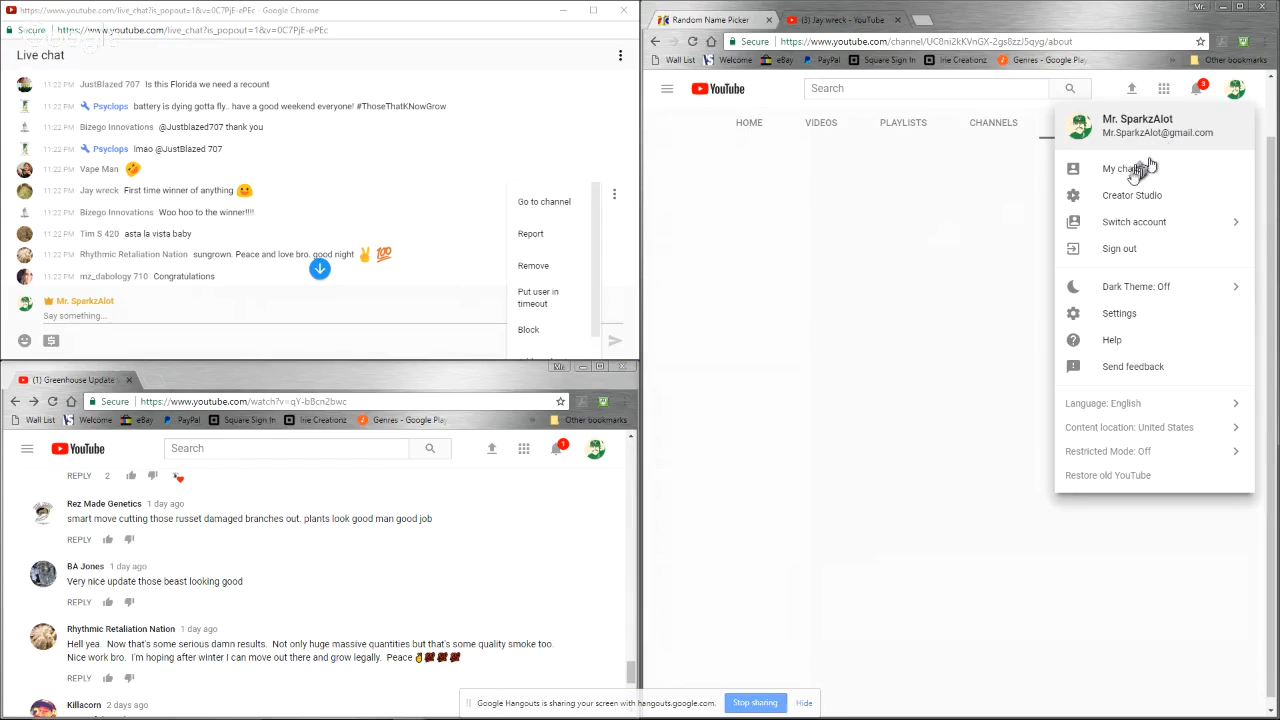 https://www.youtube.com/live_chat?is_popout=1&v=0C7PjE-ePEc - Google Chrome
Secure https://www.youtube.com/live_chat?is_popout=1&v=0C7PjE-ePEc
Live chat
11:22 PM JustBlazed 707 Is this Florida we need a recount
11:22 PM Psyclops battery is dying gotta fly.. have a good weekend everyone! #ThoseThatKNowGrow
11:22 PM Bizego Innovations @Justblazed707 thank you
11:22 PM Psyclops lmao @JustBlazed 707
11:22 PM Vape Man
11:22 PM Jay wreck First time winner of anything
11:22 PM Bizego Innovations Woo hoo to the winner!!!!
11:22 PM Tim S 420 asta la vista baby
11:22 PM Rhythmic Retaliation Nation sungrown. Peace and love bro. good night
11:22 PM mz_dabology 710 Congratulations
Mr. SparkzAlot
Say something...
Go to channel
Report
Remove
Put user in
timeout
Block
(1) Greenhouse Update
Mr.
Secure https://www.youtube.com/watch?v=qY-bBcn2bwc
Wall List Welcome eBay PayPal Square Sign In Irie Creationz Genres - Google Play » Other bookmarks
YouTube Search 1
REPLY 2
Rez Made Genetics 1 day ago
smart move cutting those russet damaged branches out. plants look good man good job
REPLY
BA Jones 1 day ago
Very nice update those beast looking good
REPLY
Rhythmic Retaliation Nation 1 day ago
Hell yea. Now that's some serious damn results. Not only huge massive quantities but that's some quality smoke too.
Nice work bro. I'm hoping after winter I can move out there and grow legally. Peace
REPLY
Killacorn 2 days ago
Random Name Picker (3) Jay wreck - YouTube
Mr.
Secure https://www.youtube.com/channel/UC8ni2kKVnGX-2gs8zzJ5qyg/about
Wall List Welcome eBay PayPal Square Sign In Irie Creationz Genres - Google Play » Other bookmarks
YouTube Search 3
HOME VIDEOS PLAYLISTS CHANNELS
Mr. SparkzAlot
Mr.SparkzAlot@gmail.com
Creator Studio
Switch account
Sign out
Dark Theme: Off
Settings
Help
Send feedback
Language: English
Content location: United States
Restricted Mode: Off
Restore old YouTube
Google Hangouts is sharing your screen with hangouts.google.com. Stop sharing Hide